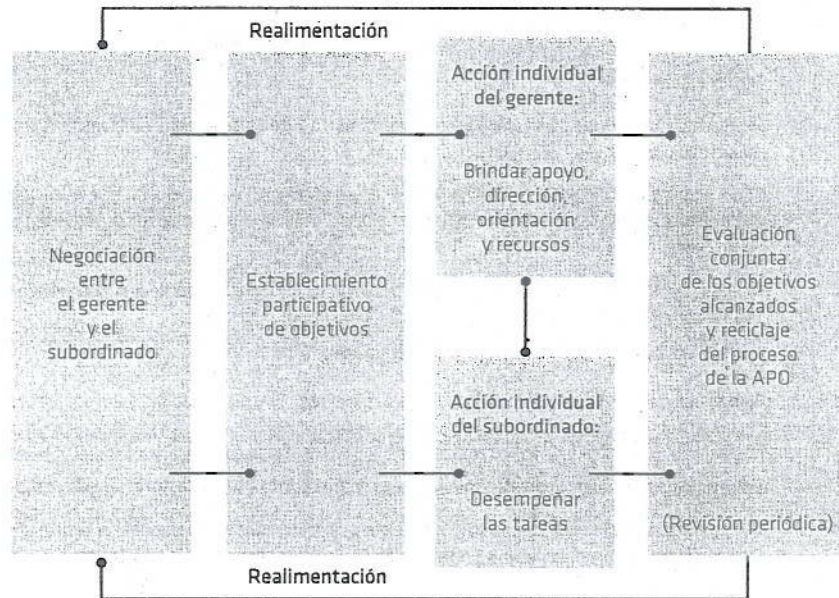 Realimentación
Negociación
entre
el gerente
y el
subordinado
Establecimiento
participativo
de objetivos
Acción individual
del gerente:
Brindar apoyo,
dirección,
orientación
y recursos
Acción individual
del subordinado:
Desempeñar
las tareas
Evaluación
conjunta
de los objetivos
alcanzados
y reciclaje
del proceso
de la APO
(Revisión periódica)
Realimentación